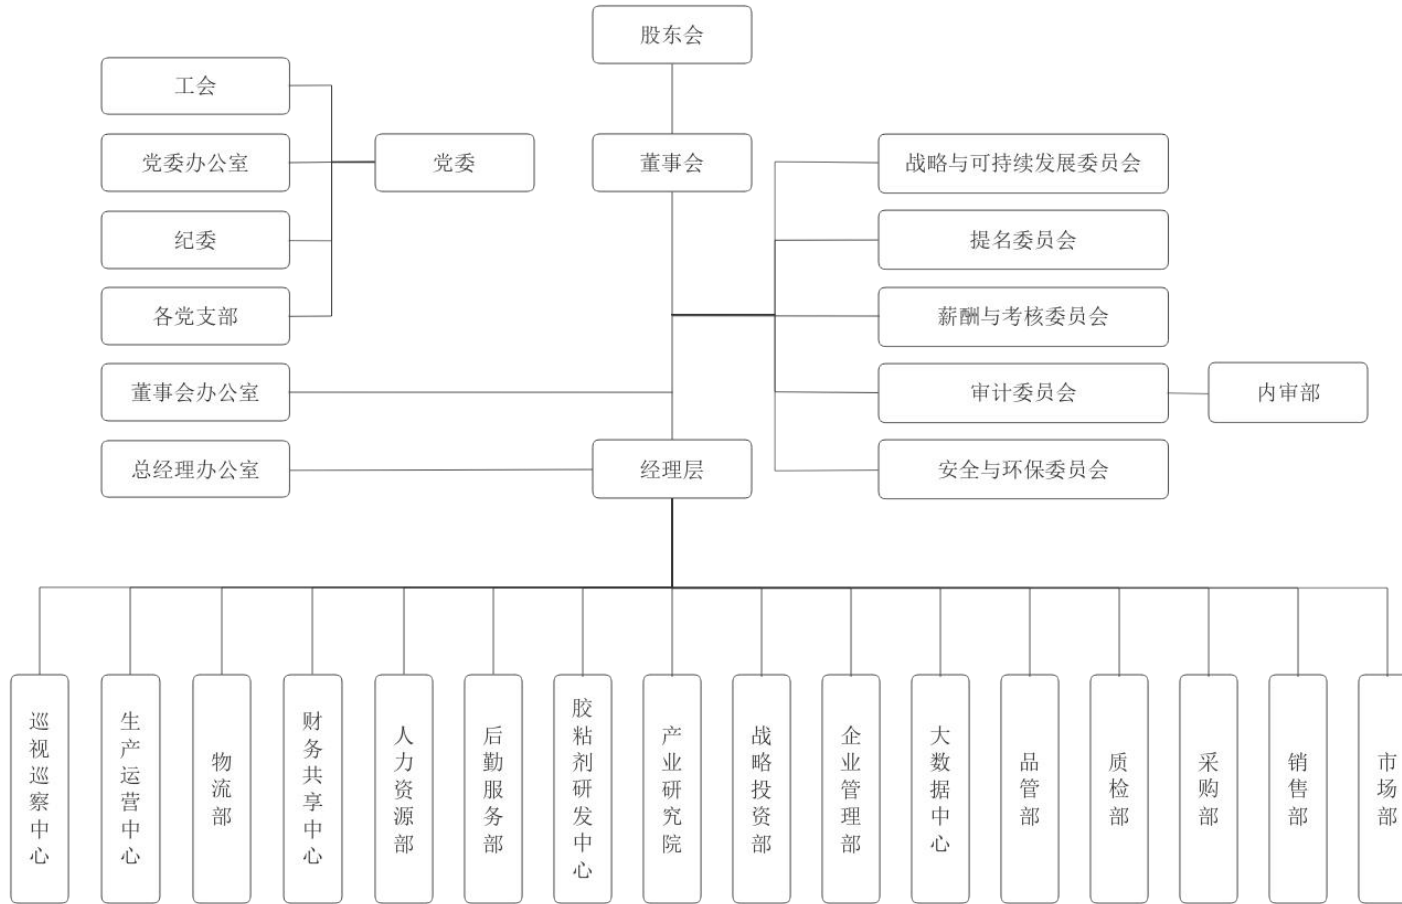 股东会
工会
党委办公室
党委
董事会
战略与可持续发展委员会
纪委
提名委员会
各党支部
薪酬与考核委员会
董事会办公室
审计委员会
内审部
总经理办公室
经理层
安全与环保委员会
巡视巡察中心
生产运营中心
物流部
财务共享中心
人力资源部
后勤服务部
胶粘剂研发中心
产业研究院
战略投资部
企业管理部
大数据中心
品管部
质检部
采购部
销售部
市场部